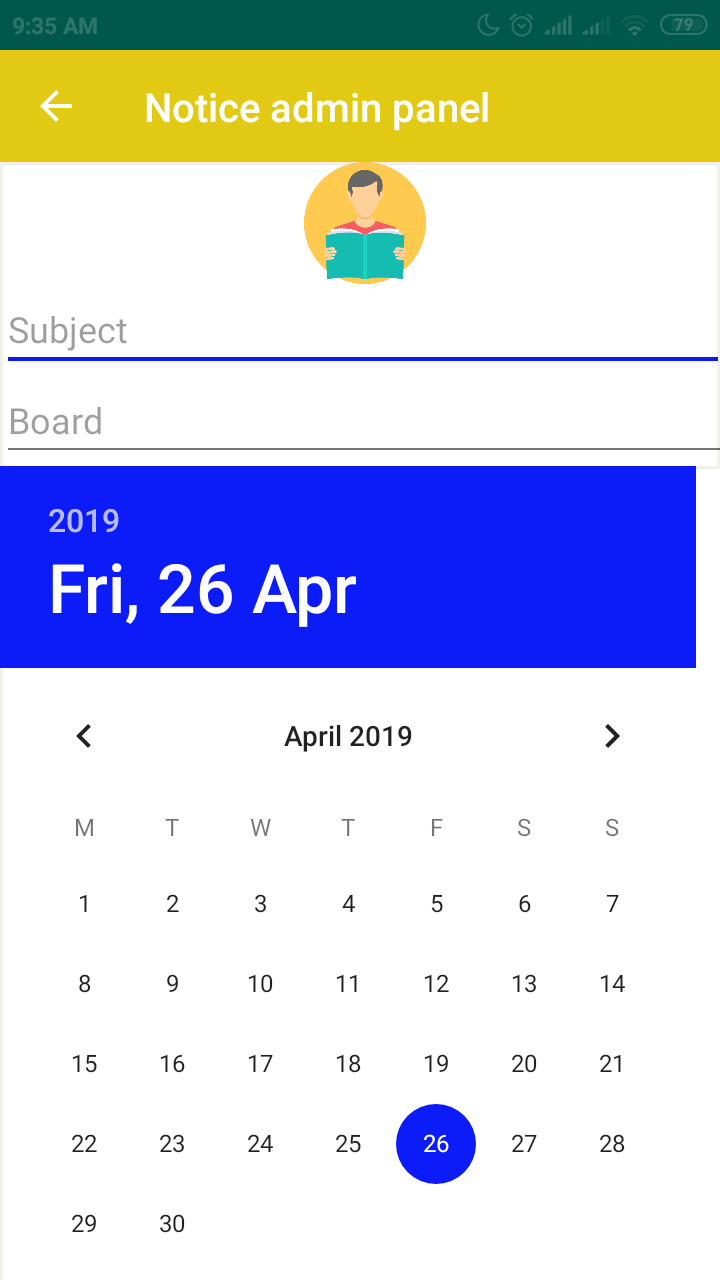 9:35 AM 79
Notice admin panel
Subject
Board
2019
Fri, 26 Apr
April 2019
M T W T F S S
1 2 3 4 5 6 7
8 9 10 11 12 13 14
15 16 17 18 19 20 21
22 23 24 25 26 27 28
29 30